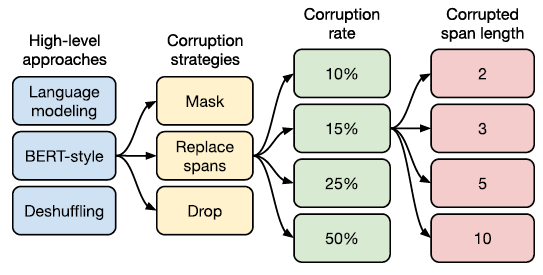 High-level
approaches
Language
modeling
BERT-style
Deshuffling
Corruption
strategies
Mask
Replace
spans
Drop
Corruption
rate
10%
15%
25%
50%
Corrupted
span length
2
3
5
10